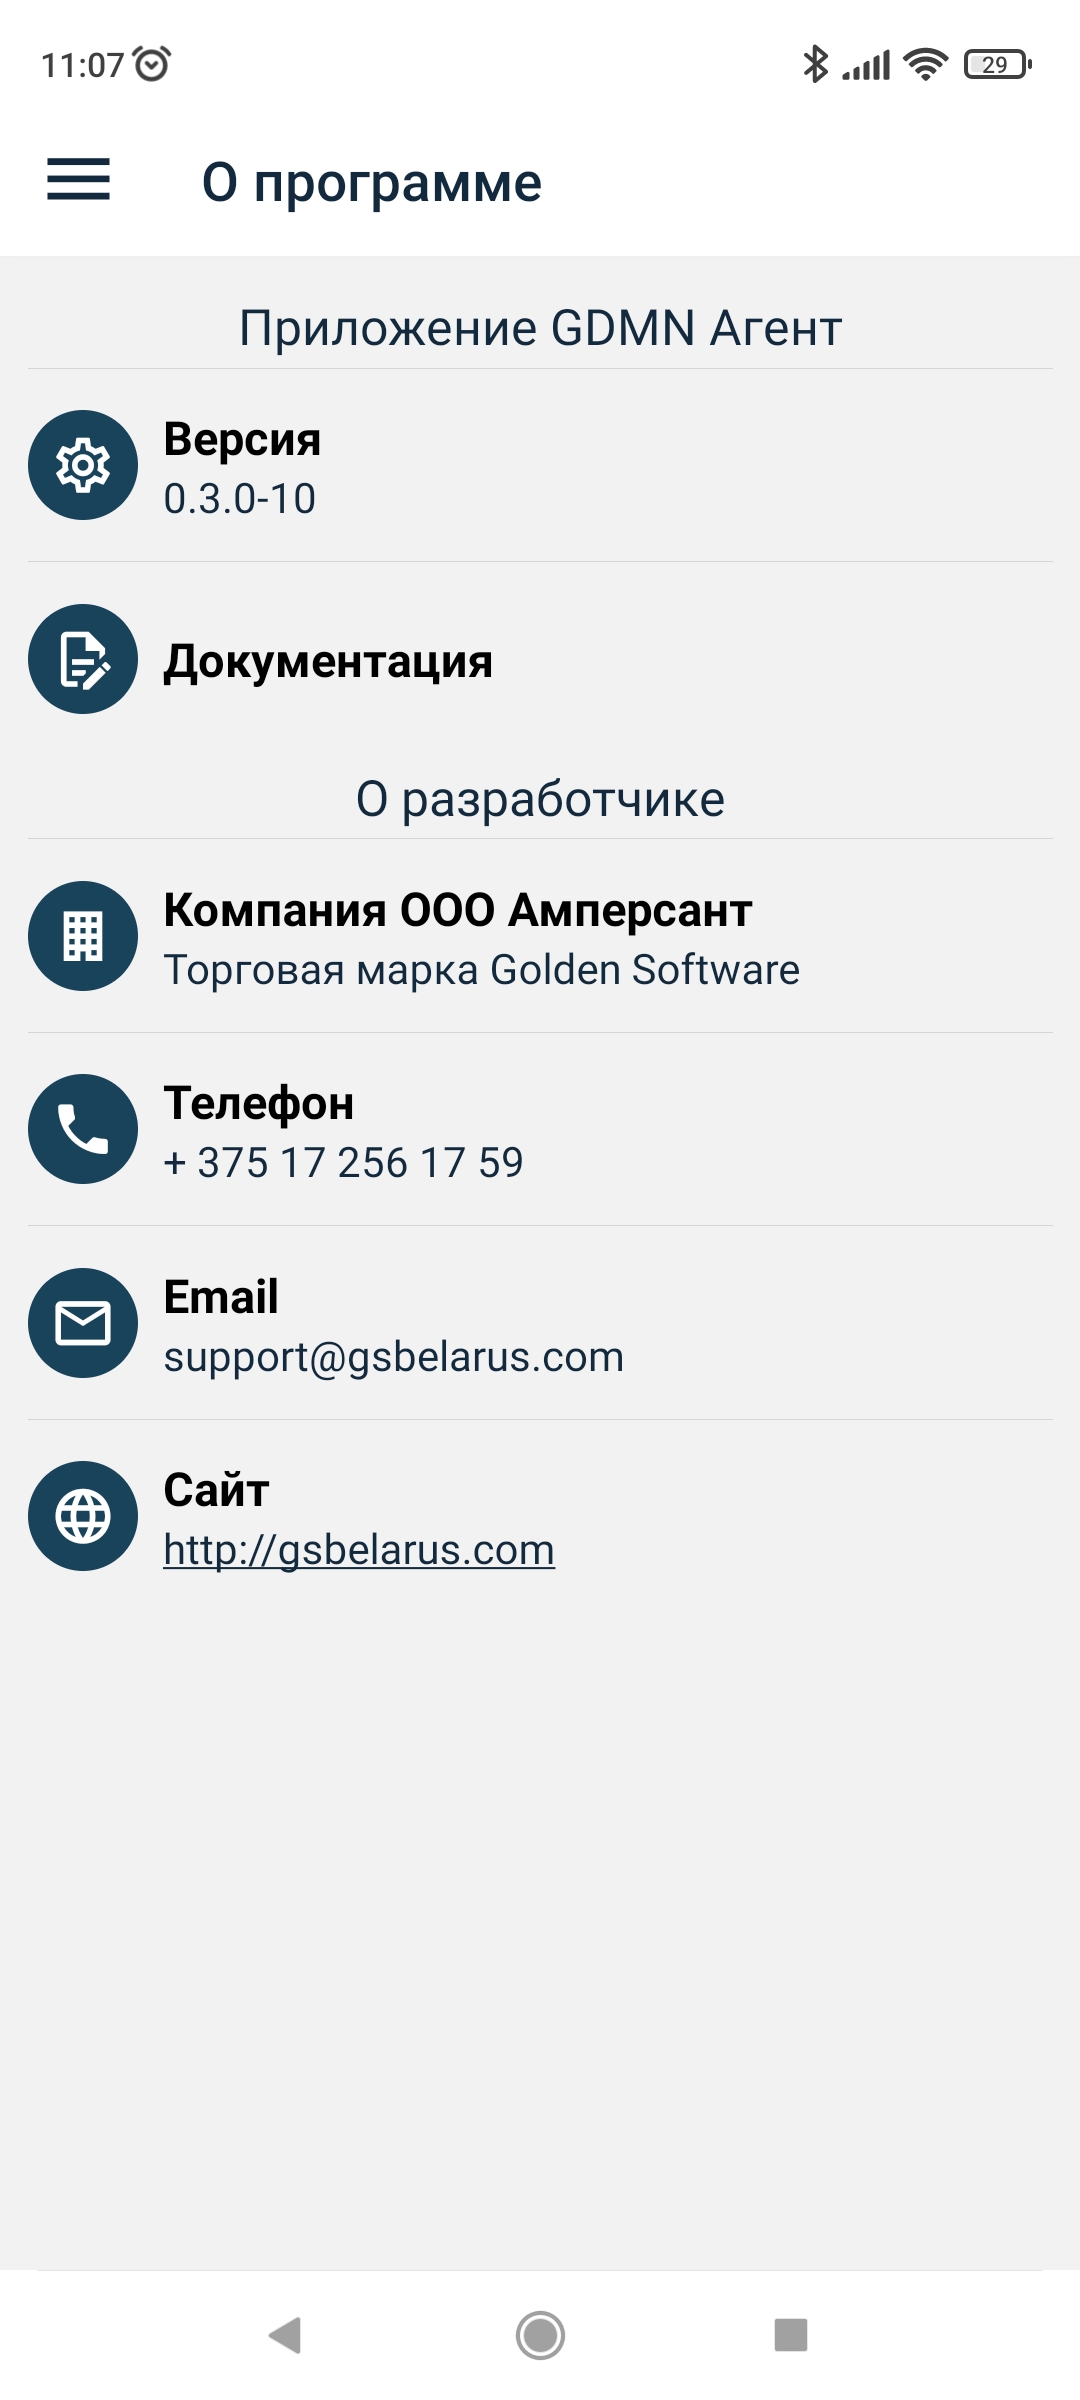 11:07
29
О программе
Приложение GDMN Агент
Версия
0.3.0-10
Документация
О разработчике
Компания ООО Амперсант
Торговая марка Golden Software
Телефон
+ 375 17 256 17 59
Email
support@gsbelarus.com
Сайт
http://gsbelarus.com